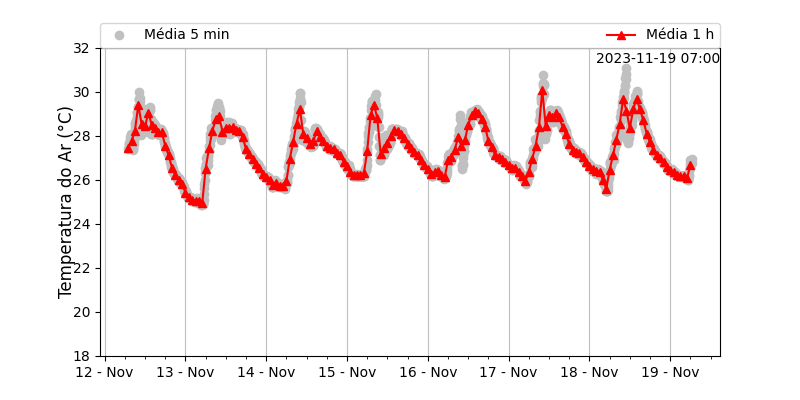 Média 5 min
Média 1 h
2023-11-19 07:00
Temperatura do Ar (°C)
32
30
28
26
24
22
20
18
12 - Nov
13 - Nov
14 - Nov
15 - Nov
16 - Nov
17 - Nov
18 - Nov
19 - Nov